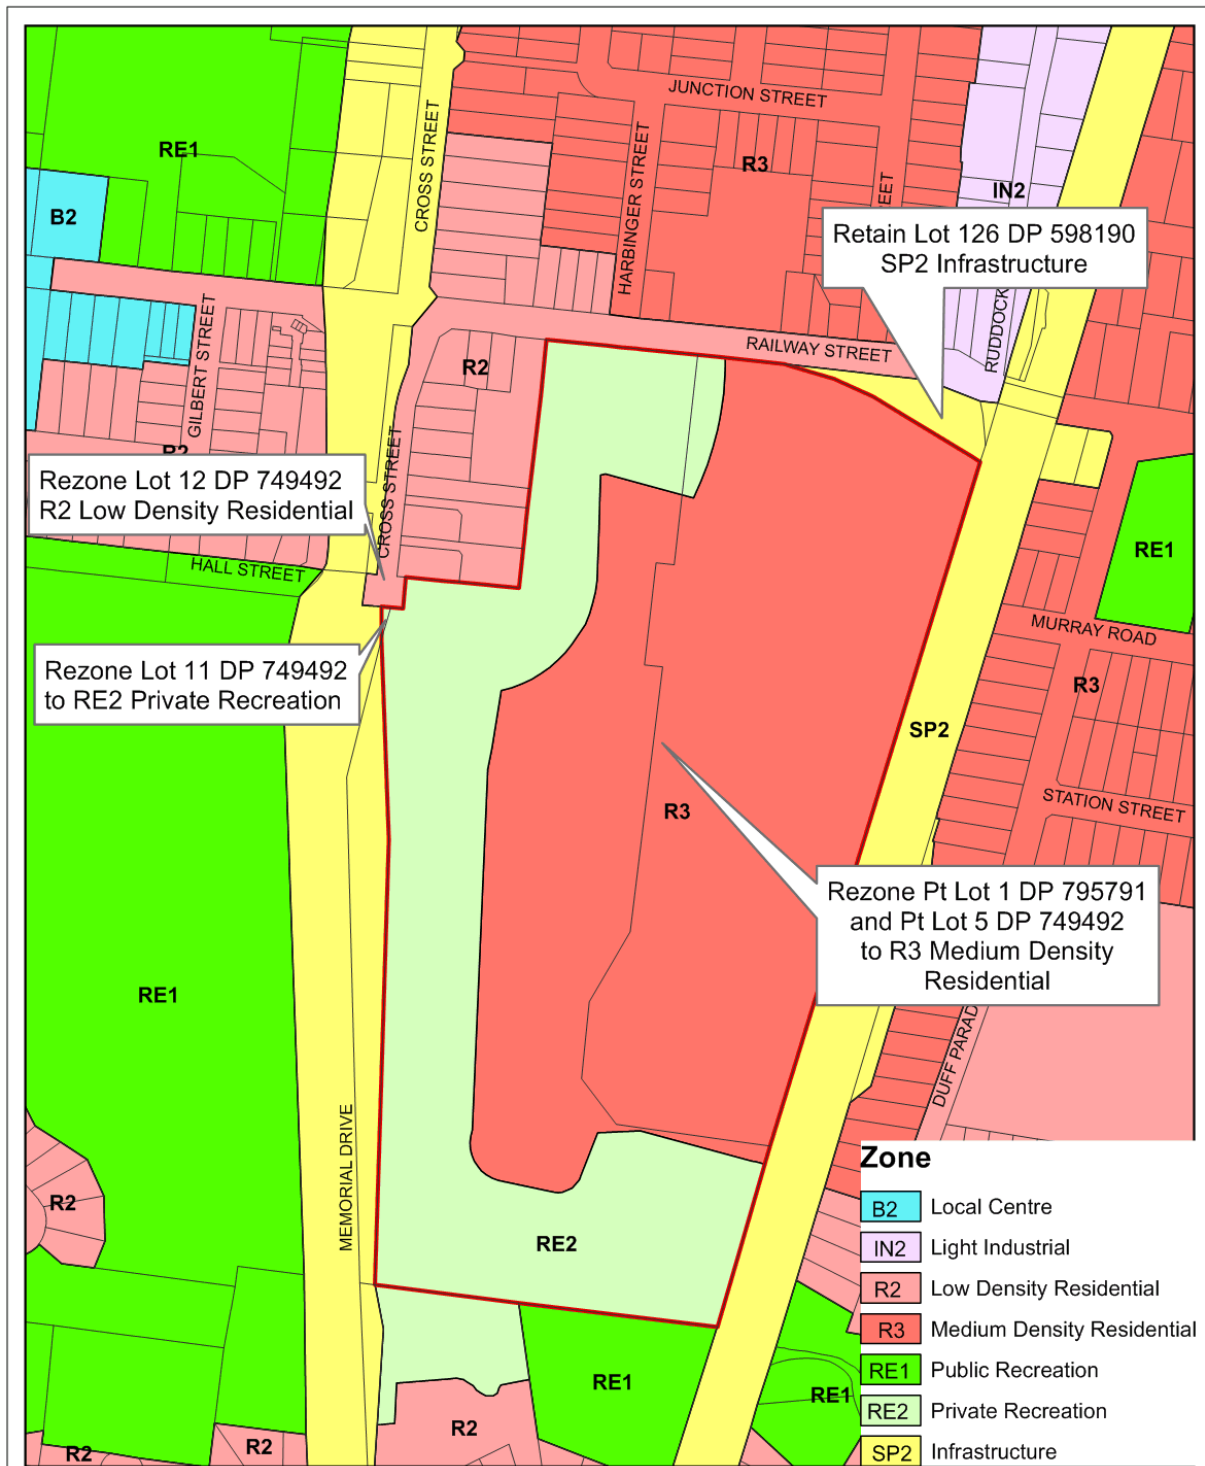 JUNCTION STREET
CROSS STREET
HARBINGER STREET
RE1
R3
IN2
B2
Retain Lot 126 DP 598190
SP2 Infrastructure
GILBERT STREET
RAILWAY STREET
RUDDOCK
R2
R2
Rezone Lot 12 DP 749492
R2 Low Density Residential
CROSS STREET
HALL STREET
RE1
MURRAY ROAD
Rezone Lot 11 DP 749492
to RE2 Private Recreation
R3
SP2
STATION STREET
R3
Rezone Pt Lot 1 DP 795791
and Pt Lot 5 DP 749492
to R3 Medium Density
Residential
RE1
DUFF PARAD
MEMORIAL DRIVE
R2
RE2
RE1
RE1
R2
R2
R2
Zone
B2 Local Centre
IN2 Light Industrial
R2 Low Density Residential
R3 Medium Density Residential
RE1 Public Recreation
RE2 Private Recreation
SP2 Infrastructure